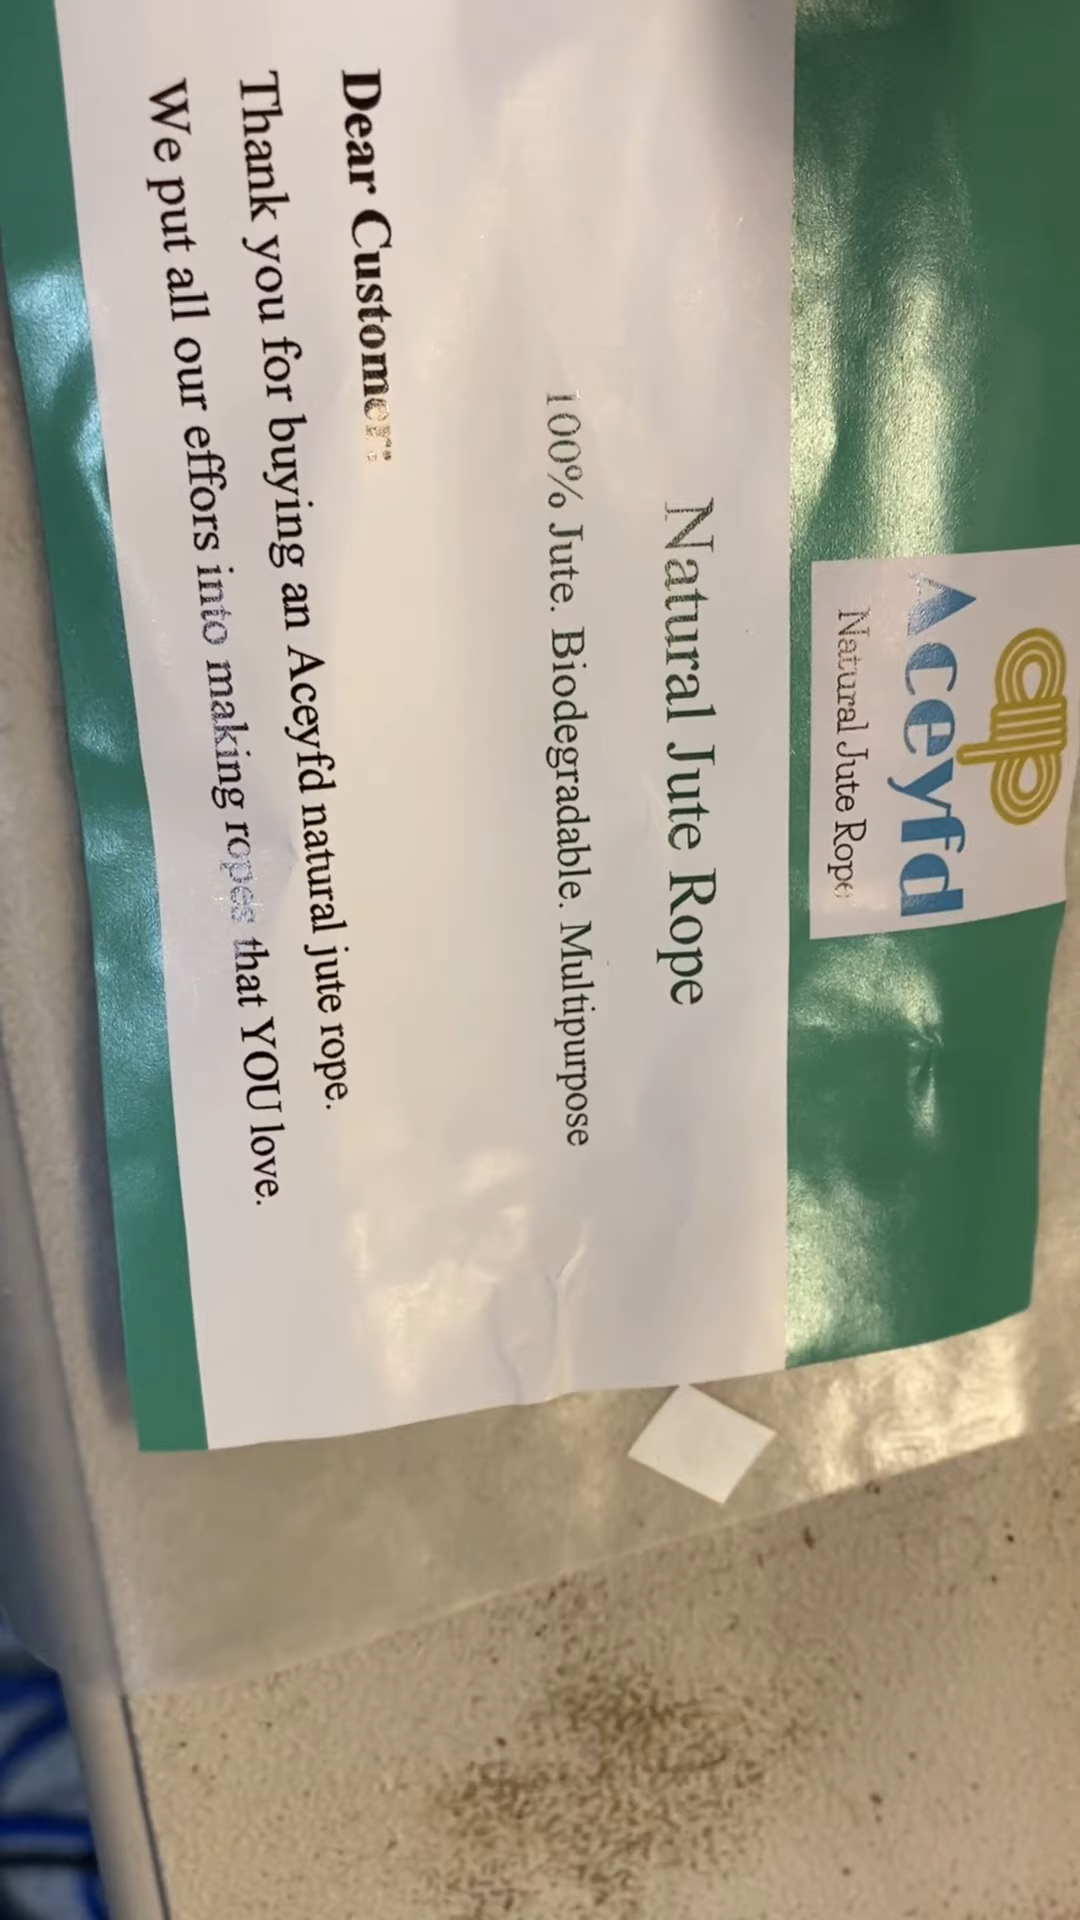 Aceyfd
Natural Jute Rope
Natural Jute Rope
100% Jute. Biodegradable. Multipurpose
Dear Customer:
Thank you for buying an Aceyfd natural jute rope.
We put all our effors into making ropes that YOU love.